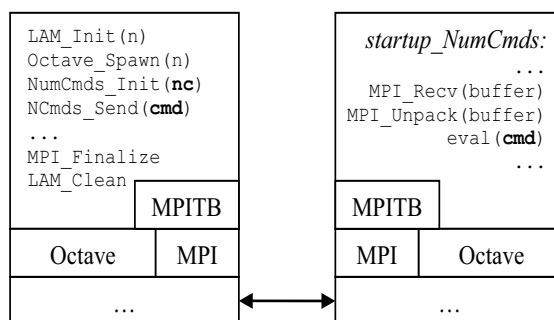 LAM_Init(n)
Octave_Spawn(n)
NumCmds_Init(nc)
NCmds_Send(cmd)
...
MPI_Finalize
LAM_Clean
MPITB
Octave
MPI
...
startup_NumCmds:
...
MPI_Recv(buffer)
MPI_Unpack(buffer)
eval(cmd)
...
MPITB
MPI
Octave
...